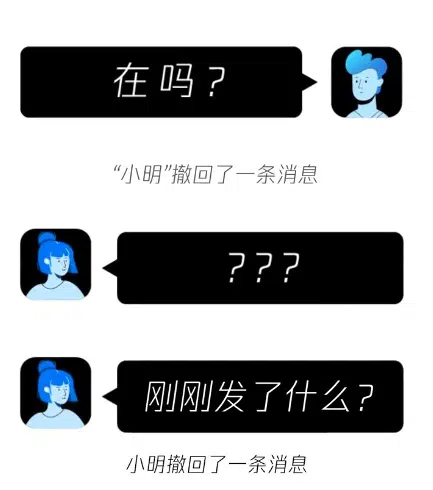 在吗？
“小明”撤回了一条消息
？？？
刚刚发了什么？
小明撤回了一条消息